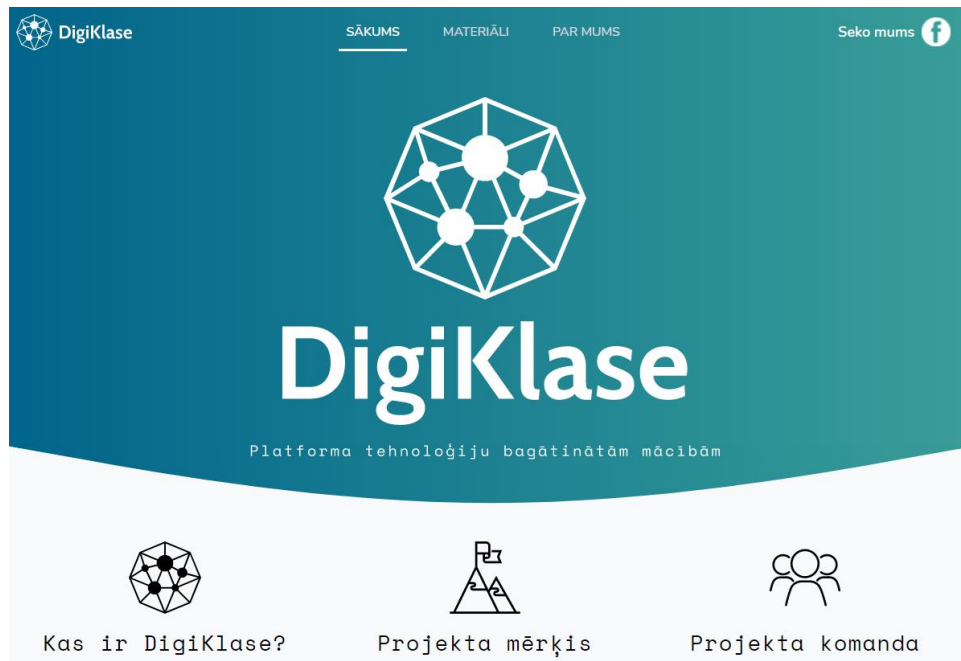 DigiKlase SĀKUMS MATERIĀLI PAR MUMS Seko mums
DigiKlase
Platforma tehnoloģiju bagātinātām mācībām
Kas ir DigiKlase? Projekta mērķis Projekta komanda